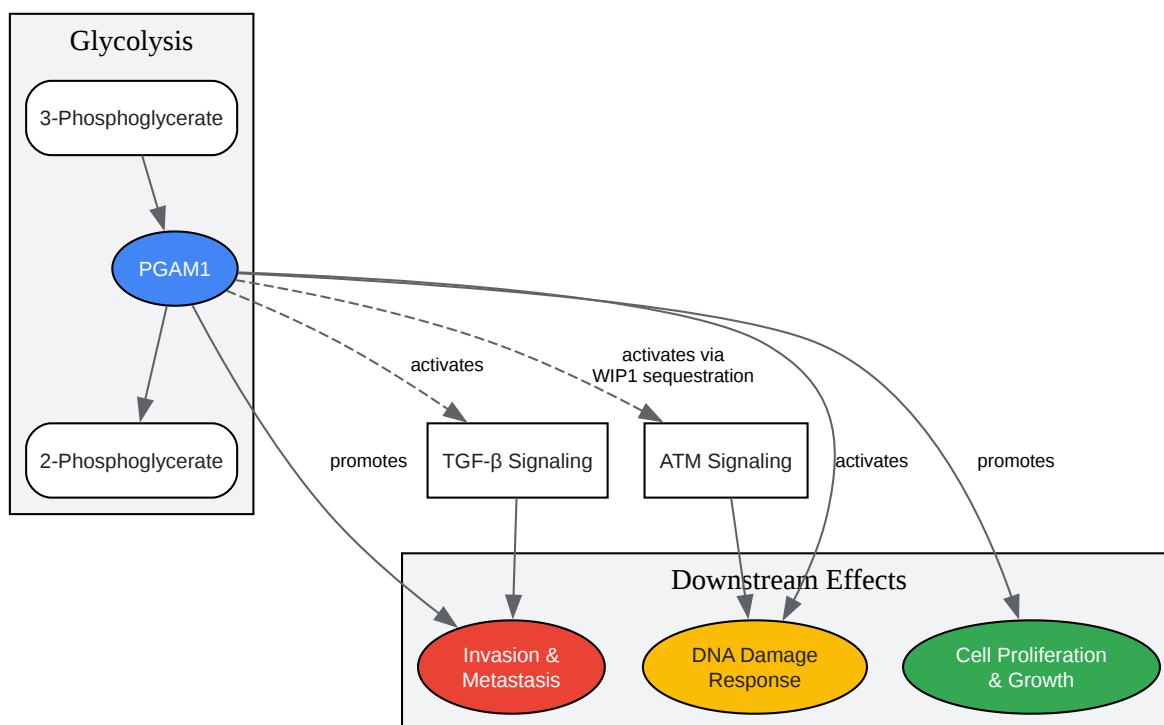 Glycolysis
3-Phosphoglycerate
PGAM1
activates
activates via
WIP1 sequestration
2-Phosphoglycerate
promotes
TGF-β Signaling
ATM Signaling
activates
promotes
Downstream Effects
Invasion &
Metastasis
DNA Damage
Response
Cell Proliferation
& Growth